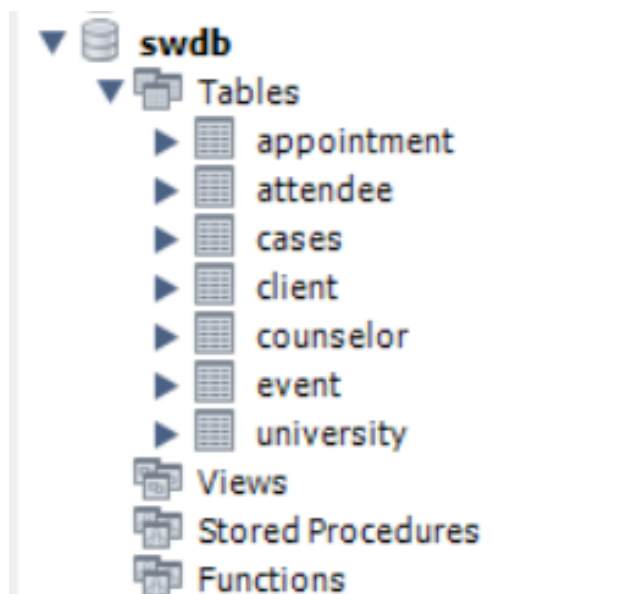 swdb
Tables
appointment
attendee
cases
client
counselor
event
university
Views
Stored Procedures
Functions